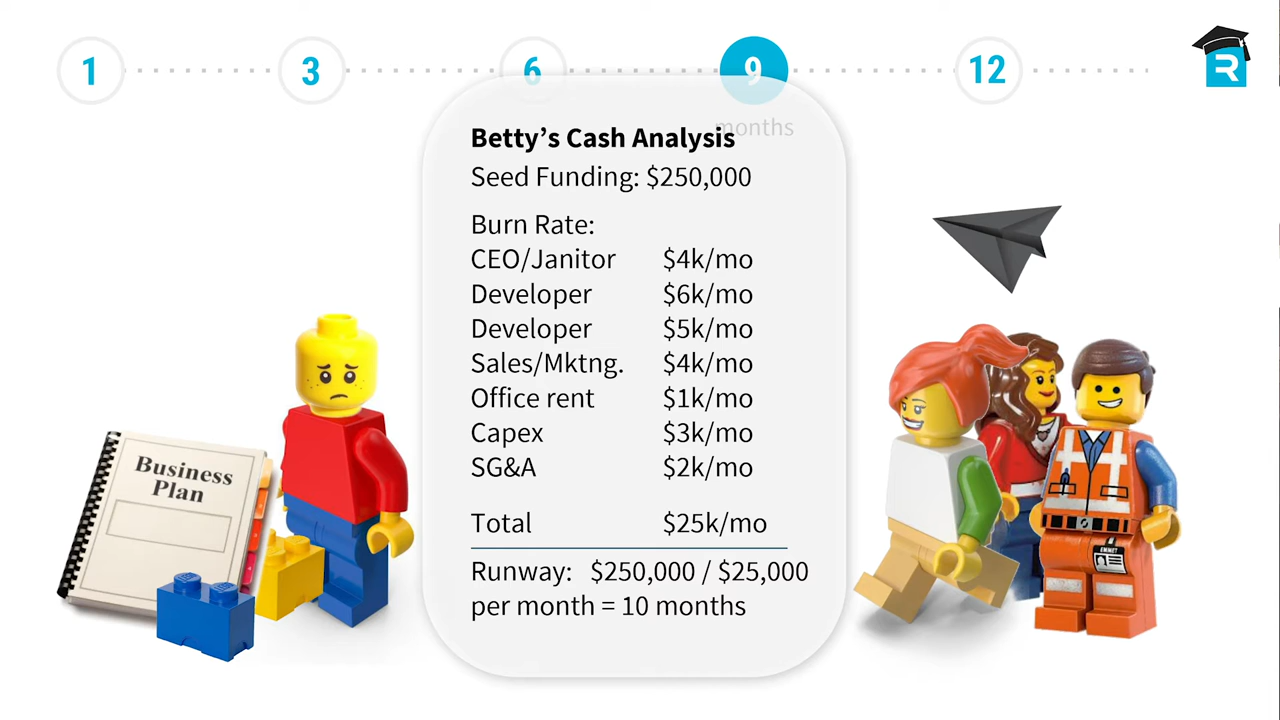 1 3 6 9 12
months
Betty’s Cash Analysis
Seed Funding: $250,000
Burn Rate:
CEO/Janitor $4k/mo
Developer $6k/mo
Developer $5k/mo
Sales/Mktng. $4k/mo
Office rent $1k/mo
Capex $3k/mo
SG&A $2k/mo
Total $25k/mo
Runway: $250,000 / $25,000
per month = 10 months
Business
Plan
R
EMMET